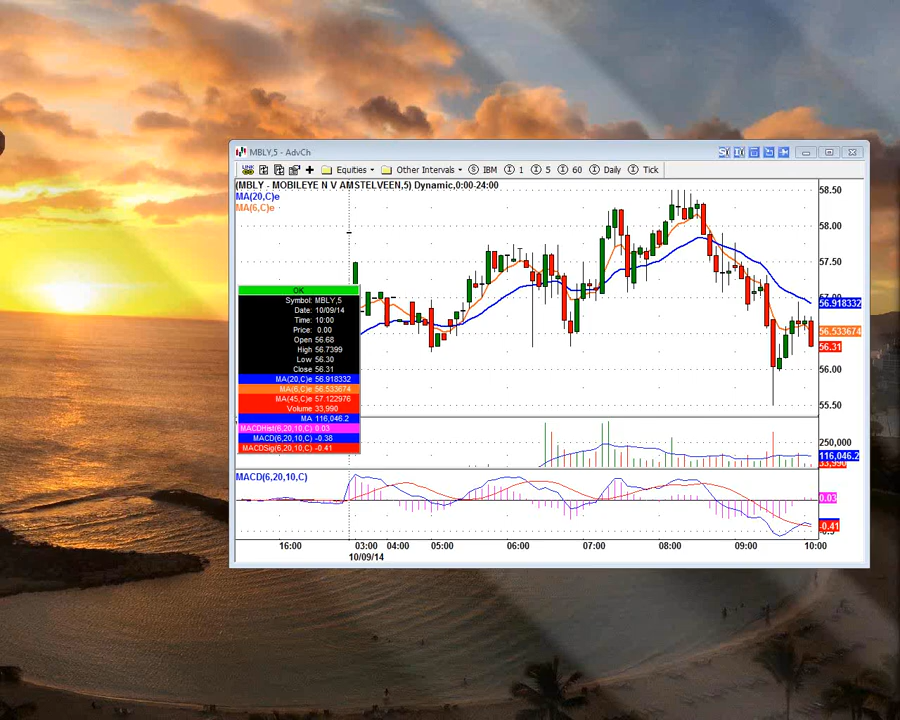 MBLY,5 - AdvCh
Equities Other Intervals S IBM I 1 I 5 I 60 I Daily I Tick
(MBLY - MOBILEYE N V AMSTELVEEN,5) Dynamic,0:00-24:00
MA(20,C)e
MA(6,C)e
58.50
58.00
57.50
57.00
56.918332
56.533674
56.31
56.00
55.50
OK
Symbol: MBLY,5
Date: 10/09/14
Time: 10:00
Price: 0.00
Open 56.68
High 56.7399
Low 56.30
Close 56.31
MA(20,C)e 56.918332
MA(6,C)e 56.533674
MA(45,C)e 57.122976
Volume 33,990
MA 116,046.2
MACDHist(6,20,10,C) 0.03
MACD(6,20,10,C) -0.38
MACDSig(6,20,10,C) -0.41
250,000
116,046.2
33,990
MACD(6,20,10,C)
0.03
-0.41
16:00 03:00 04:00 05:00 06:00 07:00 08:00 09:00 10:00
10/09/14